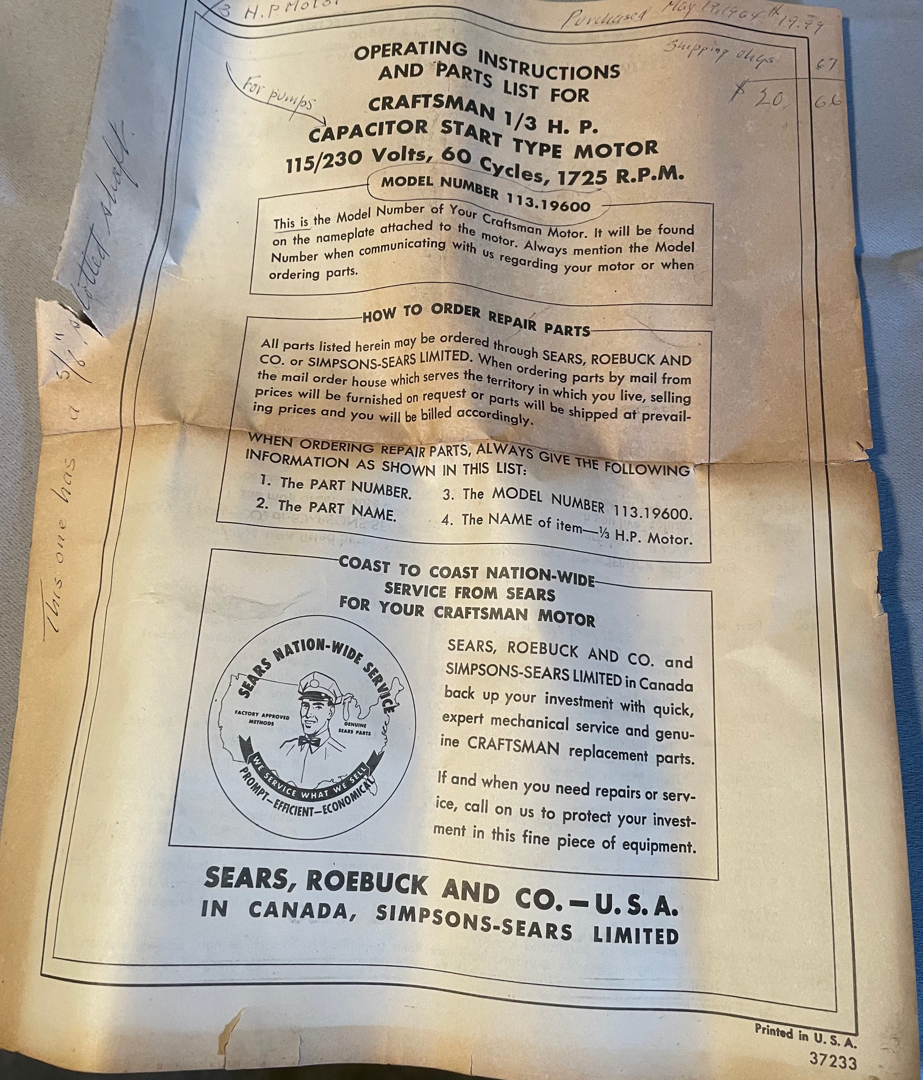 3 H.P Motor
Purchased May 19, 1964 19.99
Shipping chgs 67
$ 20. 66
For pumps
OPERATING INSTRUCTIONS
AND PARTS LIST FOR
CRAFTSMAN 1/3 H. P.
CAPACITOR START TYPE MOTOR
115/230 Volts, 60 Cycles, 1725 R.P.M.
MODEL NUMBER 113.19600
This is the Model Number of Your Craftsman Motor. It will be found
on the nameplate attached to the motor. Always mention the Model
Number when communicating with us regarding your motor or when
ordering parts.
This one has a 5/8" slotted shaft.
HOW TO ORDER REPAIR PARTS
All parts listed herein may be ordered through SEARS, ROEBUCK AND
CO. or SIMPSONS-SEARS LIMITED. When ordering parts by mail from
the mail order house which serves the territory in which you live, selling
prices will be furnished on request or parts will be shipped at prevail-
ing prices and you will be billed accordingly.
WHEN ORDERING REPAIR PARTS, ALWAYS GIVE THE FOLLOWING
INFORMATION AS SHOWN IN THIS LIST:
1. The PART NUMBER.
2. The PART NAME.
3. The MODEL NUMBER 113.19600.
4. The NAME of item—⅓ H.P. Motor.
COAST TO COAST NATION-WIDE
SERVICE FROM SEARS
FOR YOUR CRAFTSMAN MOTOR
SEARS NATION-WIDE SERVICE
FACTORY APPROVED
METHODS
GENUINE
SEARS PARTS
WE SERVICE WHAT WE SELL
PROMPT—EFFICIENT—ECONOMICAL
SEARS, ROEBUCK AND CO. and
SIMPSONS-SEARS LIMITED in Canada
back up your investment with quick,
expert mechanical service and genu-
ine CRAFTSMAN replacement parts.
If and when you need repairs or serv-
ice, call on us to protect your invest-
ment in this fine piece of equipment.
SEARS, ROEBUCK AND CO.—U. S. A.
IN CANADA, SIMPSONS-SEARS LIMITED
Printed in U. S. A.
37233